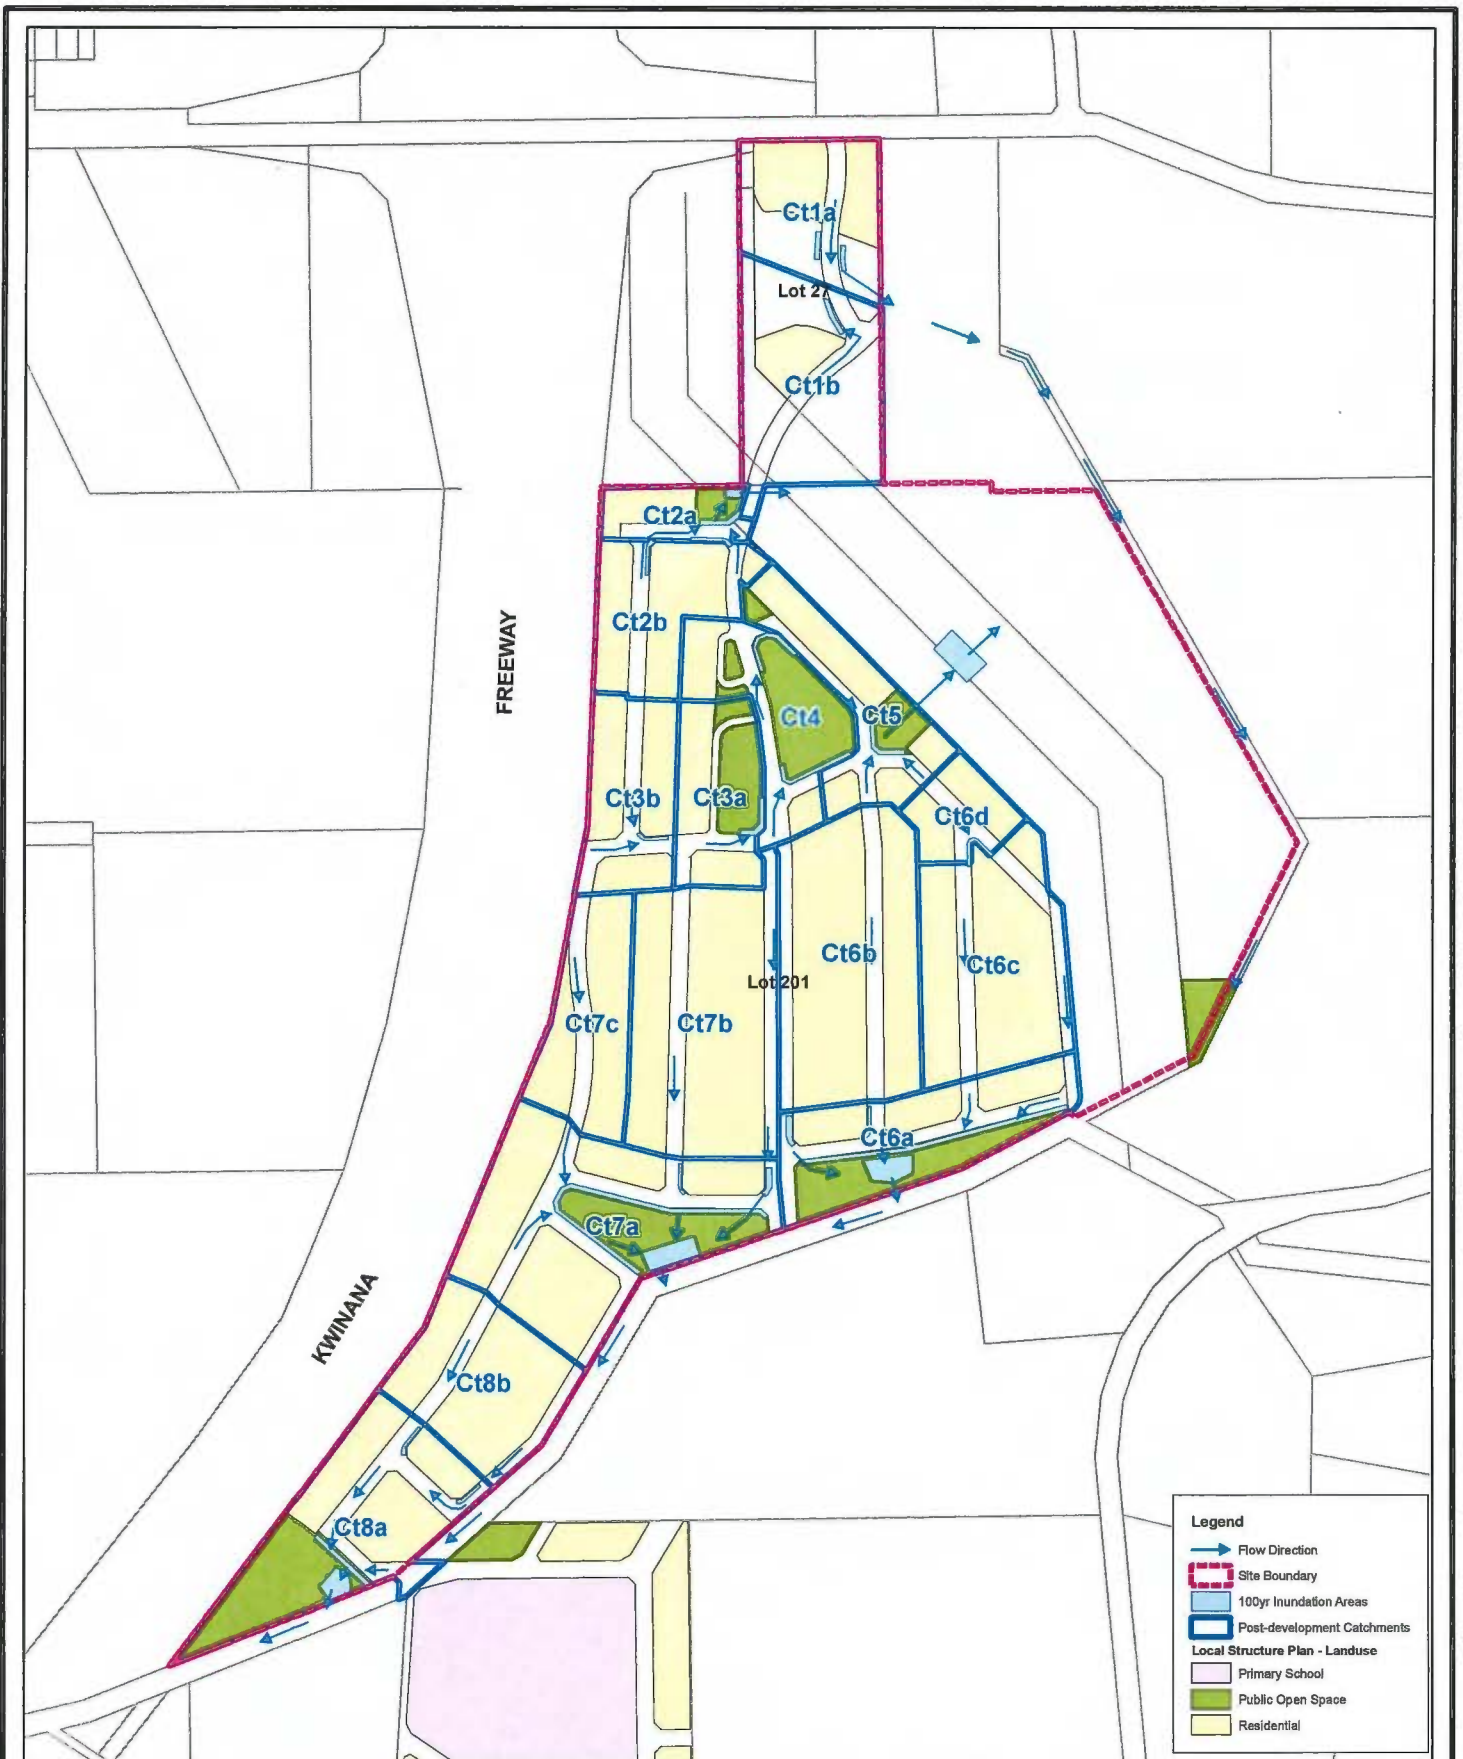 Ct1a
Lot 27
Ct1b
Ct2a
FREEWAY
Ct2b
Ct4
Ct5
Ct3b
Ct3a
Ct6d
Ct6b
Ct6c
Lot 201
Ct7c
Ct7b
Ct6a
Ct7a
KWINANA
Ct8b
Ct8a
Legend
Flow Direction
Site Boundary
100yr Inundation Areas
Post-development Catchments
Local Structure Plan - Landuse
Primary School
Public Open Space
Residential